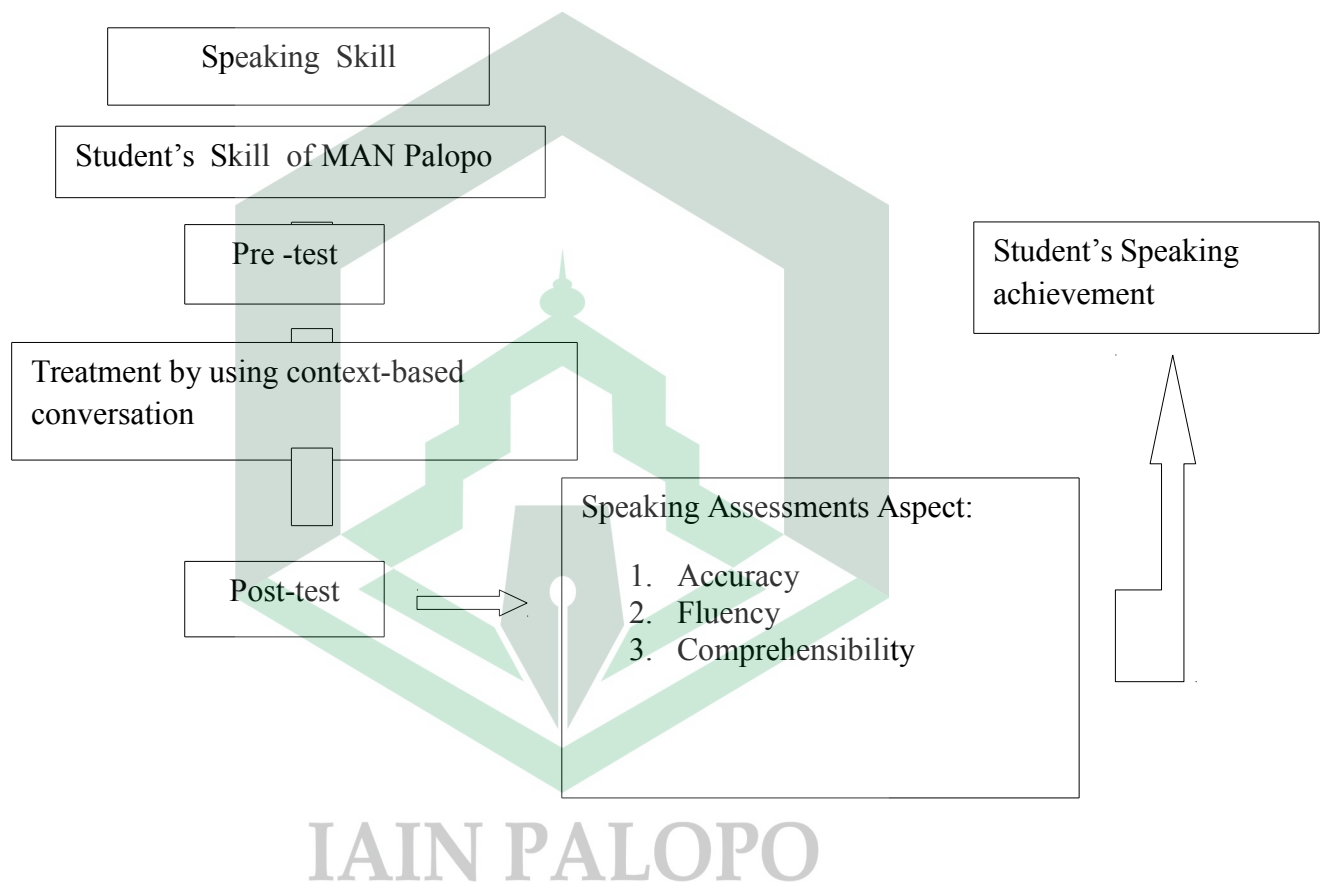 Speaking Skill
Student's Skill of MAN Palopo
Pre -test
Treatment by using context-based
conversation
Post-test
Speaking Assessments Aspect:
1. Accuracy
2. Fluency
3. Comprehensibility
Student's Speaking
achievement
IAIN PALOPO